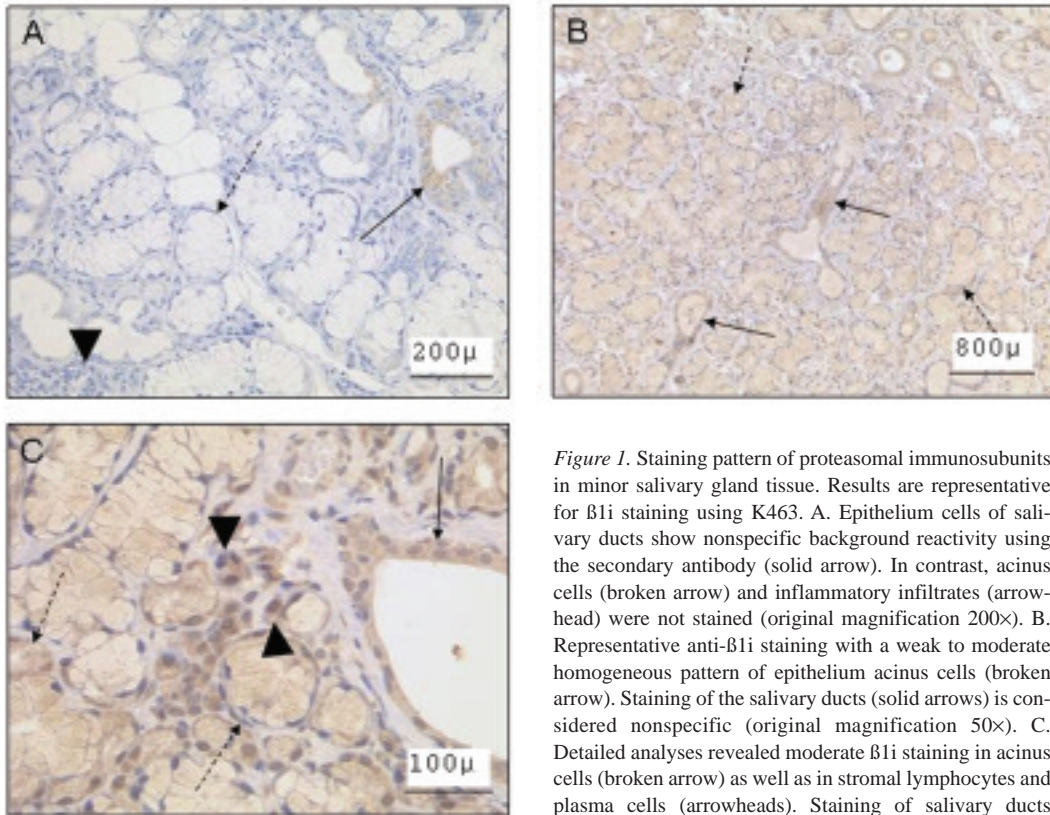 A
200µ
B
800µ
C
100µ
Figure 1. Staining pattern of proteasomal immunosubunits
in minor salivary gland tissue. Results are representative
for ß1i staining using K463. A. Epithelium cells of sali-
vary ducts show nonspecific background reactivity using
the secondary antibody (solid arrow). In contrast, acinus
cells (broken arrow) and inflammatory infiltrates (arrow-
head) were not stained (original magnification 200×). B.
Representative anti-ß1i staining with a weak to moderate
homogeneous pattern of epithelium acinus cells (broken
arrow). Staining of the salivary ducts (solid arrows) is con-
sidered nonspecific (original magnification 50×). C.
Detailed analyses revealed moderate ß1i staining in acinus
cells (broken arrow) as well as in stromal lymphocytes and
plasma cells (arrowheads). Staining of salivary ducts